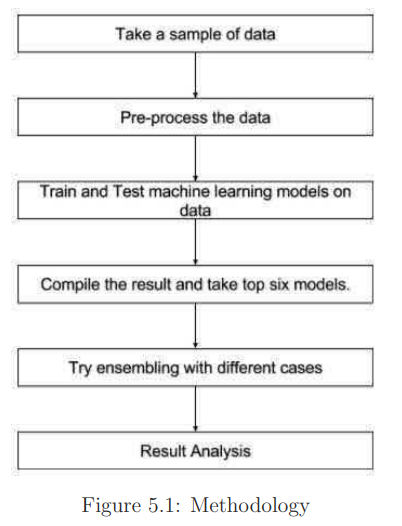 Take a sample of data
Pre-process the data
Train and Test machine learning models on
data
Compile the result and take top six models.
Try ensembling with different cases
Result Analysis
Figure 5.1: Methodology